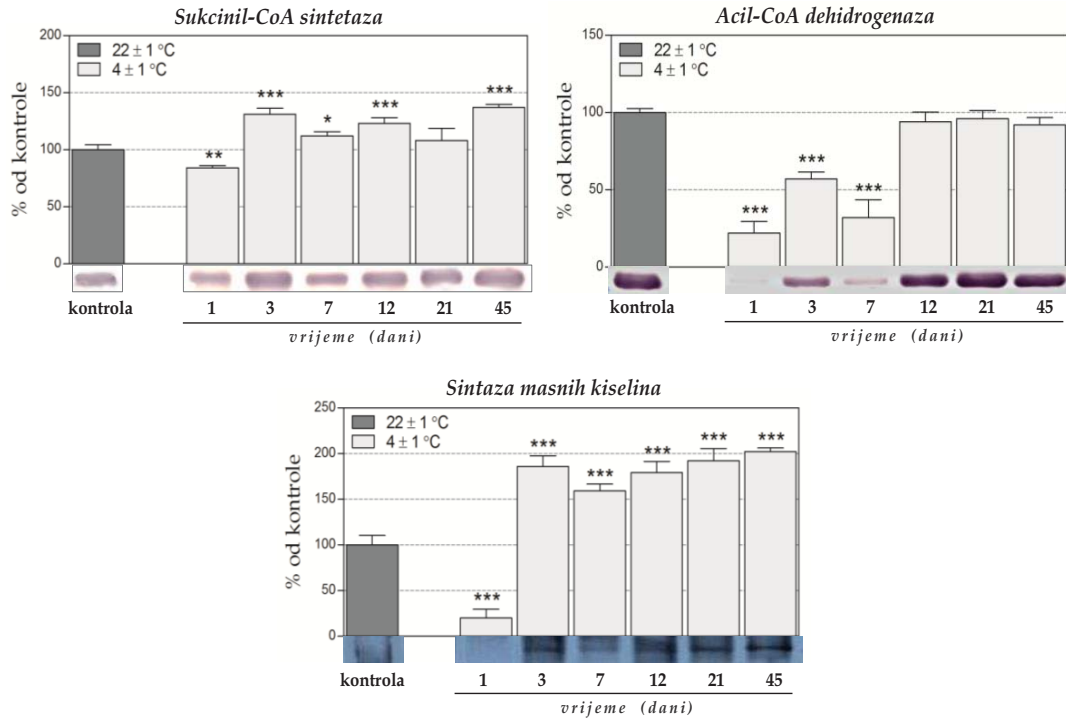 Sukcinil-CoA sintetaza
% od kontrole
200
150
100
50
0
22 ± 1 °C
4 ± 1 °C
**
***
*
***
***
kontrola
1 3 7 12 21 45
vrijeme (dani)
Acil-CoA dehidrogenaza
% od kontrole
150
100
50
0
22 ± 1 °C
4 ± 1 °C
***
***
***
kontrola
1 3 7 12 21 45
vrijeme (dani)
Sintaza masnih kiselina
% od kontrole
250
200
150
100
50
0
22 ± 1 °C
4 ± 1 °C
***
***
***
***
***
***
kontrola
1 3 7 12 21 45
vrijeme (dani)